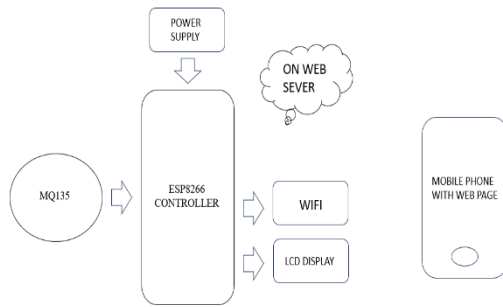 POWER
SUPPLY
ON WEB
SEVER
MQ135
ESP8266
CONTROLLER
WIFI
LCD DISPLAY
MOBILE PHONE
WITH WEB PAGE